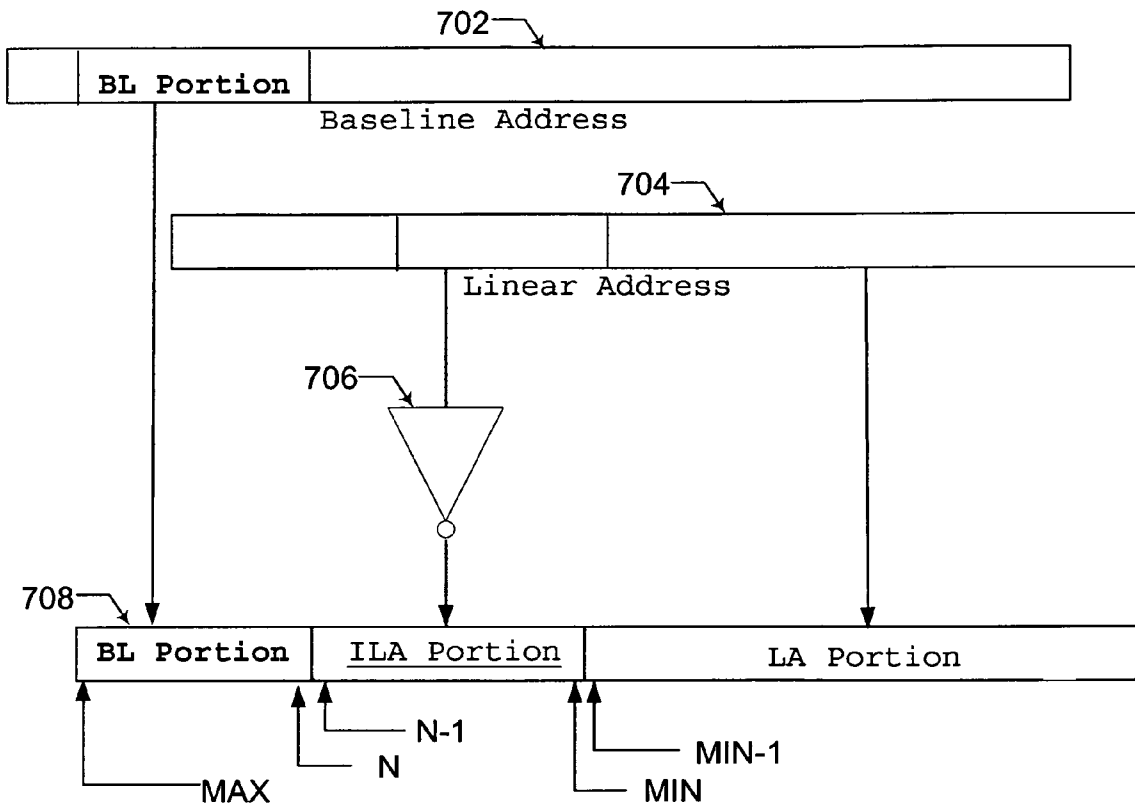 702
BL Portion
Baseline Address
704
Linear Address
706
708
BL Portion ILA Portion LA Portion
N-1
MIN-1
N
MAX
MIN